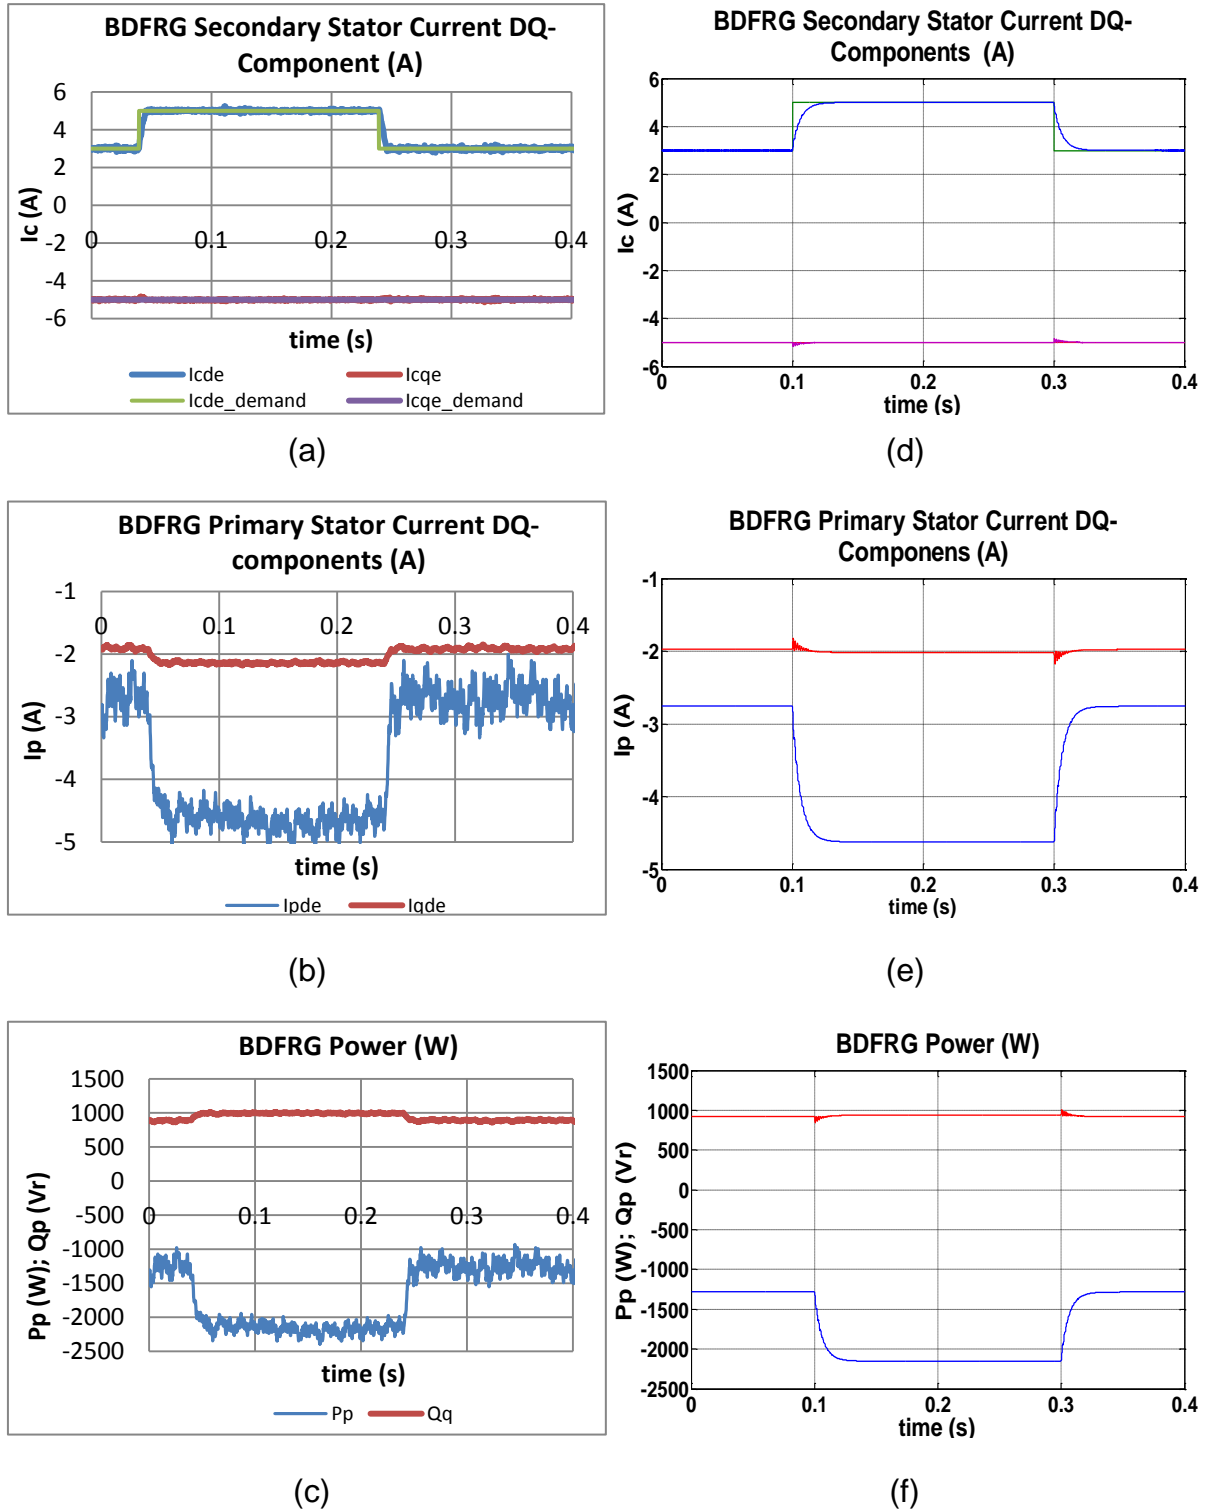 BDFRG Secondary Stator Current DQ-
Component (A)
6
4
2
0
-2
-4
-6
0
0.1
0.2
0.3
0.4
Ic (A)
time (s)
Icde
Icqe
Icde_demand
Icqe_demand
(a)
BDFRG Secondary Stator Current DQ-
Components (A)
6
4
2
0
-2
-4
-6
0
0.1
0.2
0.3
0.4
Ic (A)
time (s)
(d)
BDFRG Primary Stator Current DQ-
components (A)
-1
-2
-3
-4
-5
0
0.1
0.2
0.3
0.4
Ip (A)
time (s)
Ipde
Iqde
(b)
BDFRG Primary Stator Current DQ-
Componens (A)
-1
-2
-3
-4
-5
0
0.1
0.2
0.3
0.4
Ip (A)
time (s)
(e)
BDFRG Power (W)
1500
1000
500
0
-500
-1000
-1500
-2000
-2500
0
0.1
0.2
0.3
0.4
Pp (W); Qp (Vr)
time (s)
Pp
Qq
(c)
BDFRG Power (W)
1500
1000
500
0
-500
-1000
-1500
-2000
-2500
0
0.1
0.2
0.3
0.4
Pp (W); Qp (Vr)
time (s)
(f)